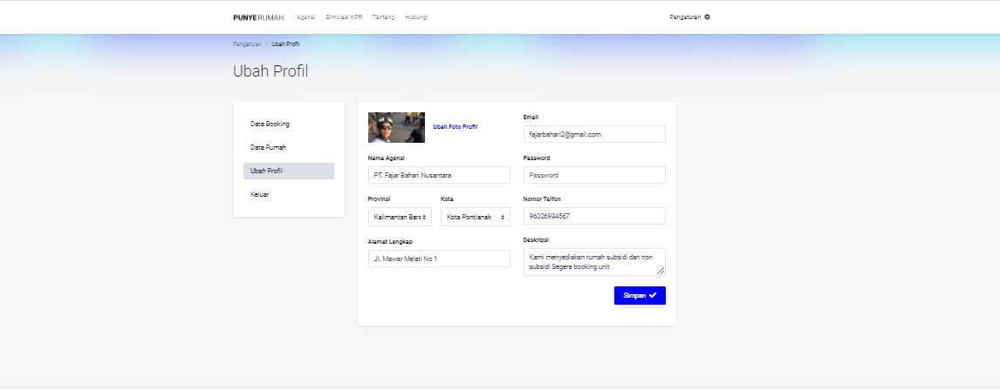 PUNYERUMAH.
Agensi
Simulasi KPR
Tentang
Hubungi
Pengaturan
Pengaturan > Ubah Profil
Ubah Profil
Data Booking
Data Rumah
Ubah Profil
Keluar
Ubah Foto Profil
Nama Agensi
PT. Fajar Bahari Nusantara
Provinsi
Kalimantan Bara
Kota
Kota Pontianak
Alamat Lengkap
Jl. Mawar Melati No 1
Email
fajarbahari2@gmail.com
Password
Password
Nomor Telfon
96026934567
Deskripsi
Kami menyediakan rumah subsidi dan non
subsidi Segera booking unit
Simpan